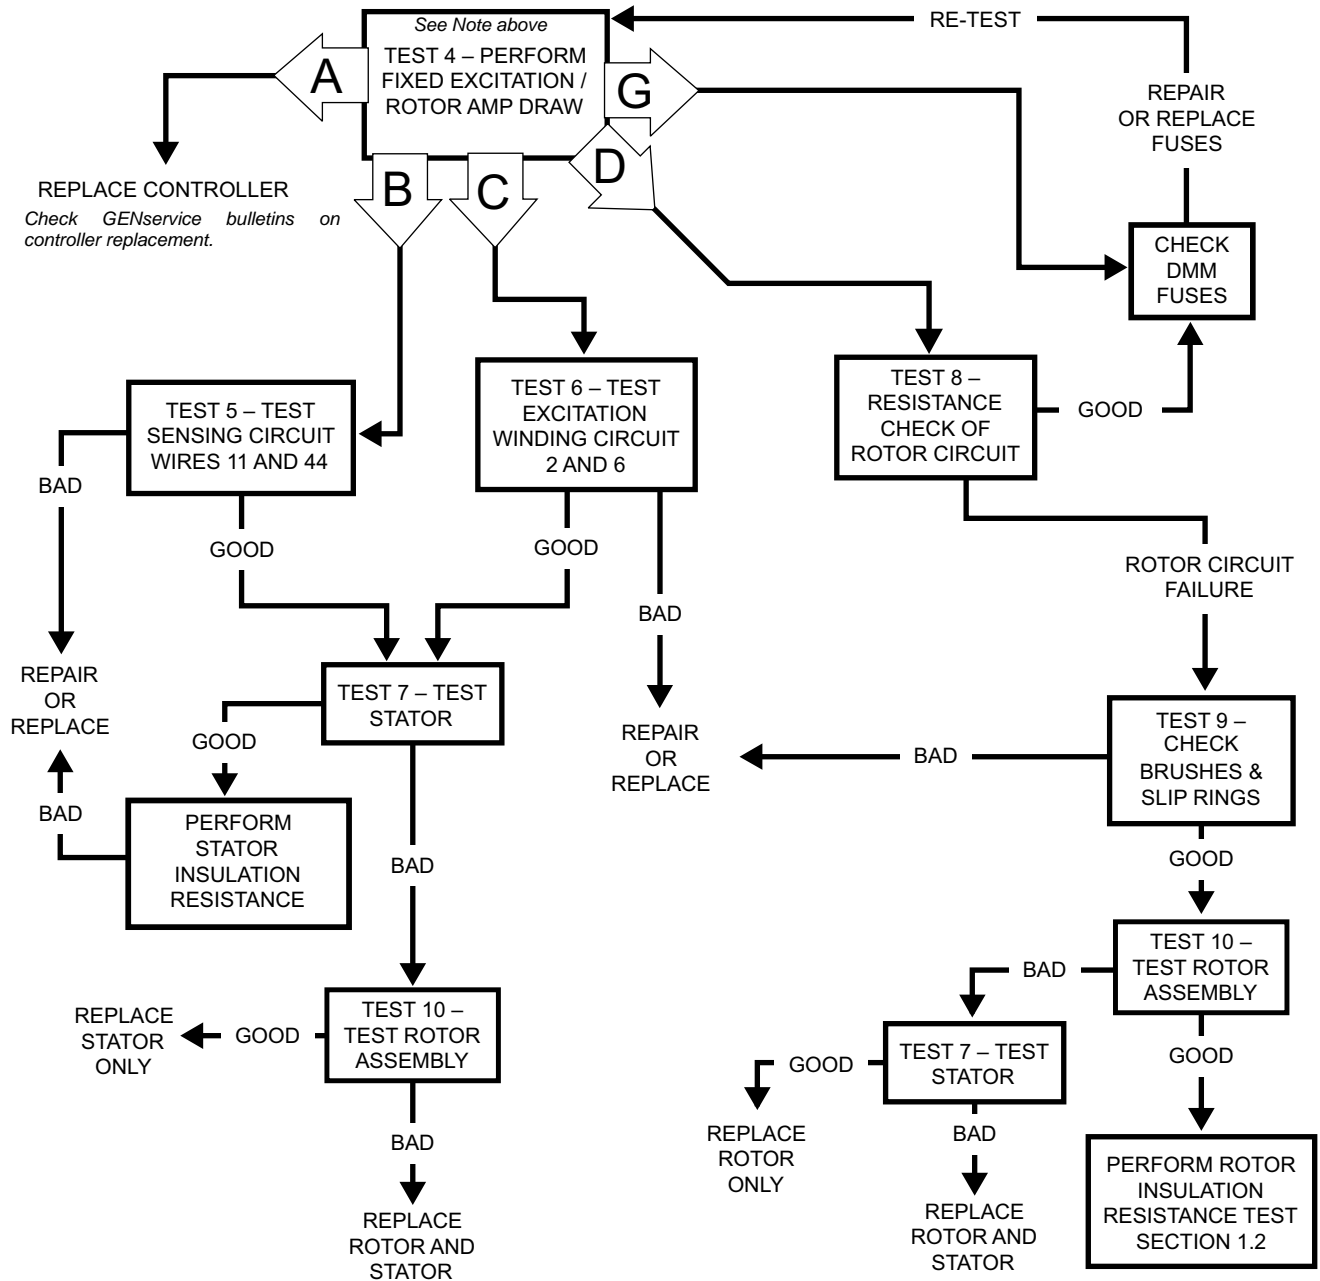 See Note above
TEST 4 – PERFORM
FIXED EXCITATION /
ROTOR AMP DRAW
RE-TEST
A
G
B
C
D
REPAIR
OR REPLACE
FUSES
REPLACE CONTROLLER
Check GENservice bulletins on
controller replacement.
CHECK
DMM
FUSES
TEST 5 – TEST
SENSING CIRCUIT
WIRES 11 AND 44
TEST 6 – TEST
EXCITATION
WINDING CIRCUIT
2 AND 6
TEST 8 –
RESISTANCE
CHECK OF
ROTOR CIRCUIT
GOOD
BAD
GOOD
GOOD
BAD
ROTOR CIRCUIT
FAILURE
REPAIR
OR
REPLACE
TEST 7 – TEST
STATOR
GOOD
REPAIR
OR
REPLACE
BAD
TEST 9 –
CHECK
BRUSHES &
SLIP RINGS
BAD
PERFORM
STATOR
INSULATION
RESISTANCE
BAD
GOOD
TEST 10 –
TEST ROTOR
ASSEMBLY
BAD
REPLACE
STATOR
ONLY
GOOD
TEST 10 –
TEST ROTOR
ASSEMBLY
GOOD
TEST 7 – TEST
STATOR
GOOD
BAD
REPLACE
ROTOR AND
STATOR
REPLACE
ROTOR
ONLY
BAD
REPLACE
ROTOR AND
STATOR
PERFORM ROTOR
INSULATION
RESISTANCE TEST
SECTION 1.2